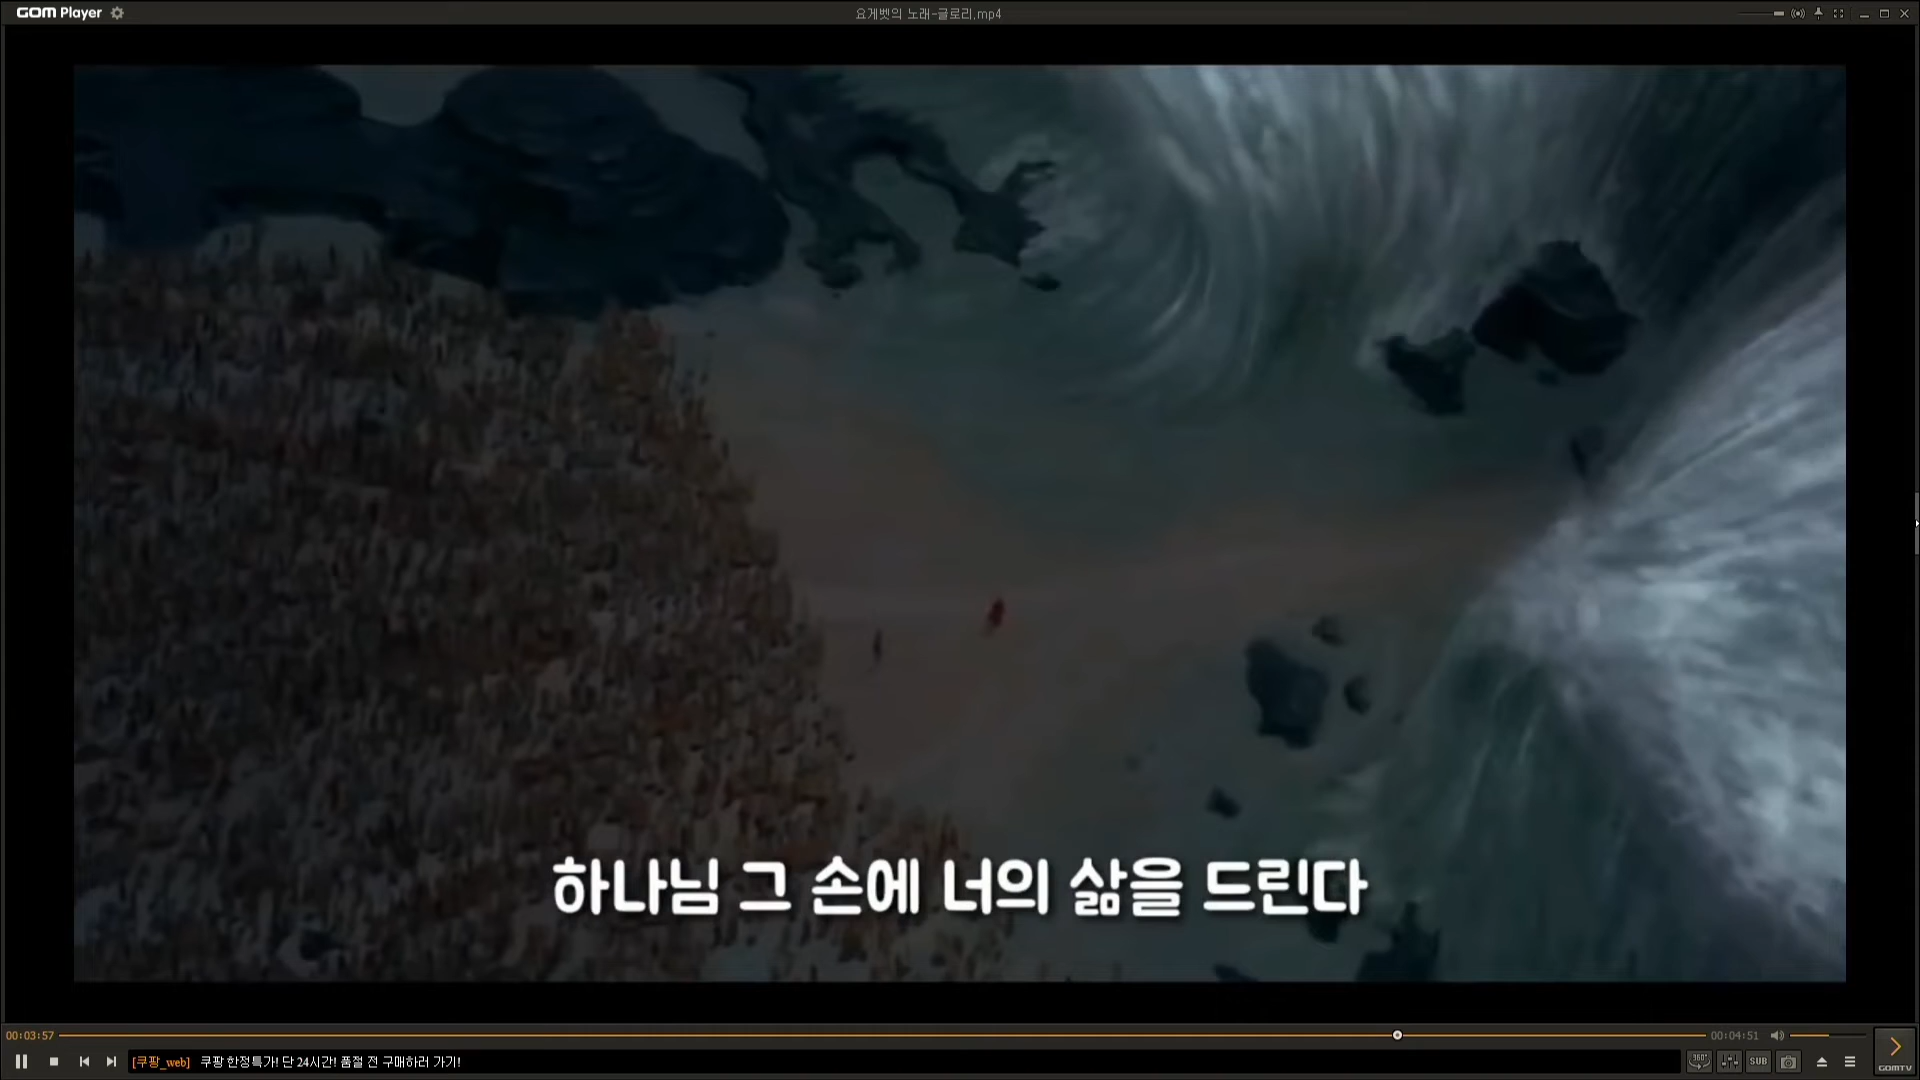 GOM Player
요게벳의 노래-글로리.mp4
하나님 그 손에 너의 삶을 드린다
00:03:57
00:04:51
[쿠팡_web] 쿠팡 한정특가! 단 24시간! 품절 전 구매하러 가기!
360°
SUB
GOMTV